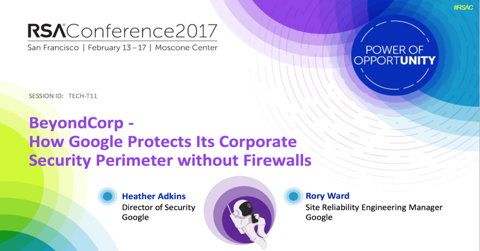 #RSAC
RSAConference2017
San Francisco | February 13–17 | Moscone Center
POWER OF
OPPORTUNITY
SESSION ID: TECH-T11
BeyondCorp -
How Google Protects Its Corporate
Security Perimeter without Firewalls
Heather Adkins
Director of Security
Google
Rory Ward
Site Reliability Engineering Manager
Google